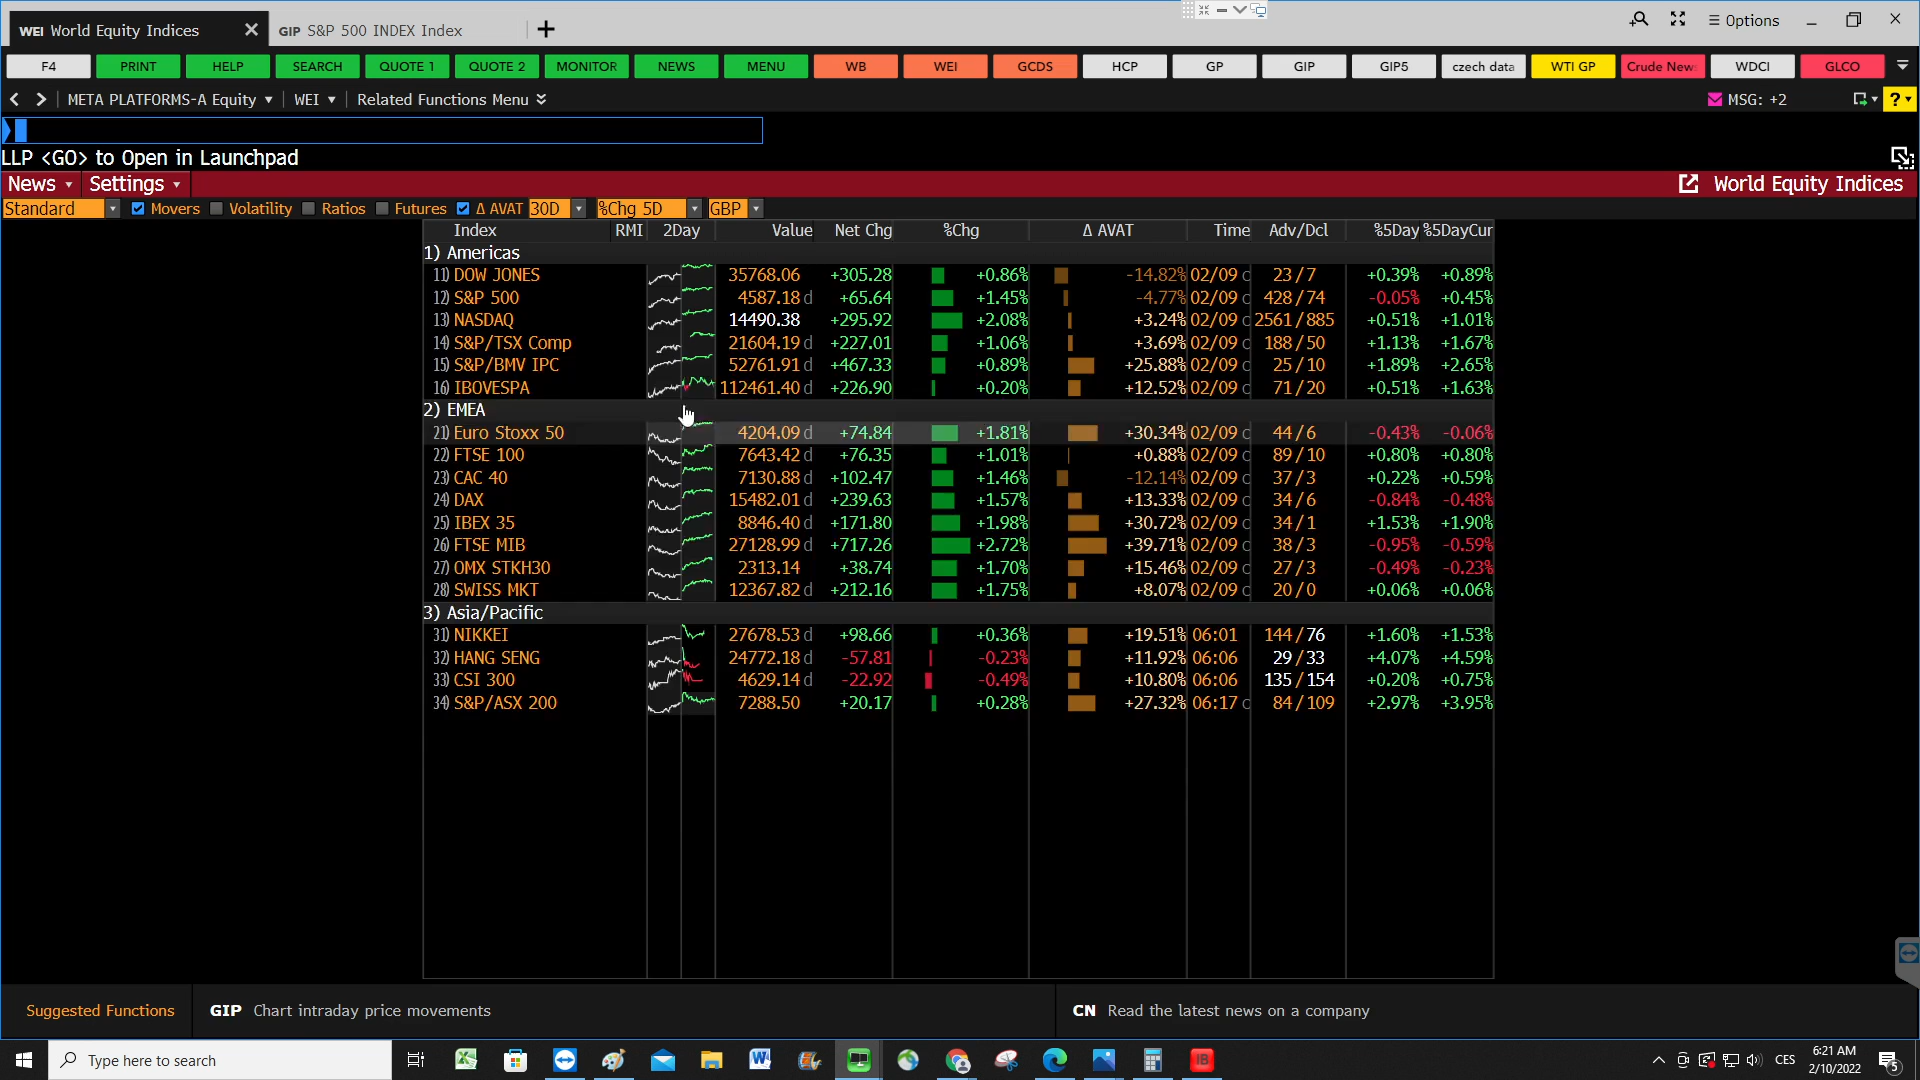 WEI World Equity Indices
GIP S&P 500 INDEX Index
Options
F4 PRINT HELP SEARCH QUOTE 1 QUOTE 2 MONITOR NEWS MENU WB WEI GCDS HCP GP GIP GIP5 czech data WTI GP Crude News WDCI GLCO
META PLATFORMS-A Equity WEI Related Functions Menu MSG: +2 ?
LLP <GO> to Open in Launchpad
News Settings World Equity Indices
Standard Movers Volatility Ratios Futures Δ AVAT 30D %Chg 5D GBP
Index RMI 2Day Value Net Chg %Chg Δ AVAT Time Adv/Dcl %5Day %5DayCur
1) Americas
11) DOW JONES 35768.06 +305.28 +0.86% -14.82% 02/09 c 23/7 +0.39% +0.89%
12) S&P 500 4587.18 d +65.64 +1.45% -4.77% 02/09 c 428/74 -0.05% +0.45%
13) NASDAQ 14490.38 +295.92 +2.08% +3.24% 02/09 c 2561/885 +0.51% +1.01%
14) S&P/TSX Comp 21604.19 d +227.01 +1.06% +3.69% 02/09 c 188/50 +1.13% +1.67%
15) S&P/BMV IPC 52761.91 d +467.33 +0.89% +25.88% 02/09 c 25/10 +1.89% +2.65%
16) IBOVESPA 112461.40 d +226.90 +0.20% +12.52% 02/09 c 71/20 +0.51% +1.63%
2) EMEA
21) Euro Stoxx 50 4204.09 d +74.84 +1.81% +30.34% 02/09 c 44/6 -0.43% -0.06%
22) FTSE 100 7643.42 d +76.35 +1.01% +0.88% 02/09 c 89/10 +0.80% +0.80%
23) CAC 40 7130.88 d +102.47 +1.46% -12.14% 02/09 c 37/3 +0.22% +0.59%
24) DAX 15482.01 d +239.63 +1.57% +13.33% 02/09 c 34/6 -0.84% -0.48%
25) IBEX 35 8846.40 d +171.80 +1.98% +30.72% 02/09 c 34/1 +1.53% +1.90%
26) FTSE MIB 27128.99 d +717.26 +2.72% +39.71% 02/09 c 38/3 -0.95% -0.59%
27) OMX STKH30 2313.14 +38.74 +1.70% +15.46% 02/09 c 27/3 -0.49% -0.23%
28) SWISS MKT 12367.82 d +212.16 +1.75% +8.07% 02/09 c 20/0 +0.06% +0.06%
3) Asia/Pacific
31) NIKKEI 27678.53 d +98.66 +0.36% +19.51% 06:01 144/76 +1.60% +1.53%
32) HANG SENG 24772.18 d -57.81 -0.23% +11.92% 06:06 29/33 +4.07% +4.59%
33) CSI 300 4629.14 d -22.92 -0.49% +10.80% 06:06 135/154 +0.20% +0.75%
34) S&P/ASX 200 7288.50 +20.17 +0.28% +27.32% 06:17 c 84/109 +2.97% +3.95%
Suggested Functions GIP Chart intraday price movements CN Read the latest news on a company
Type here to search
IB
CES
6:21 AM
2/10/2022
5